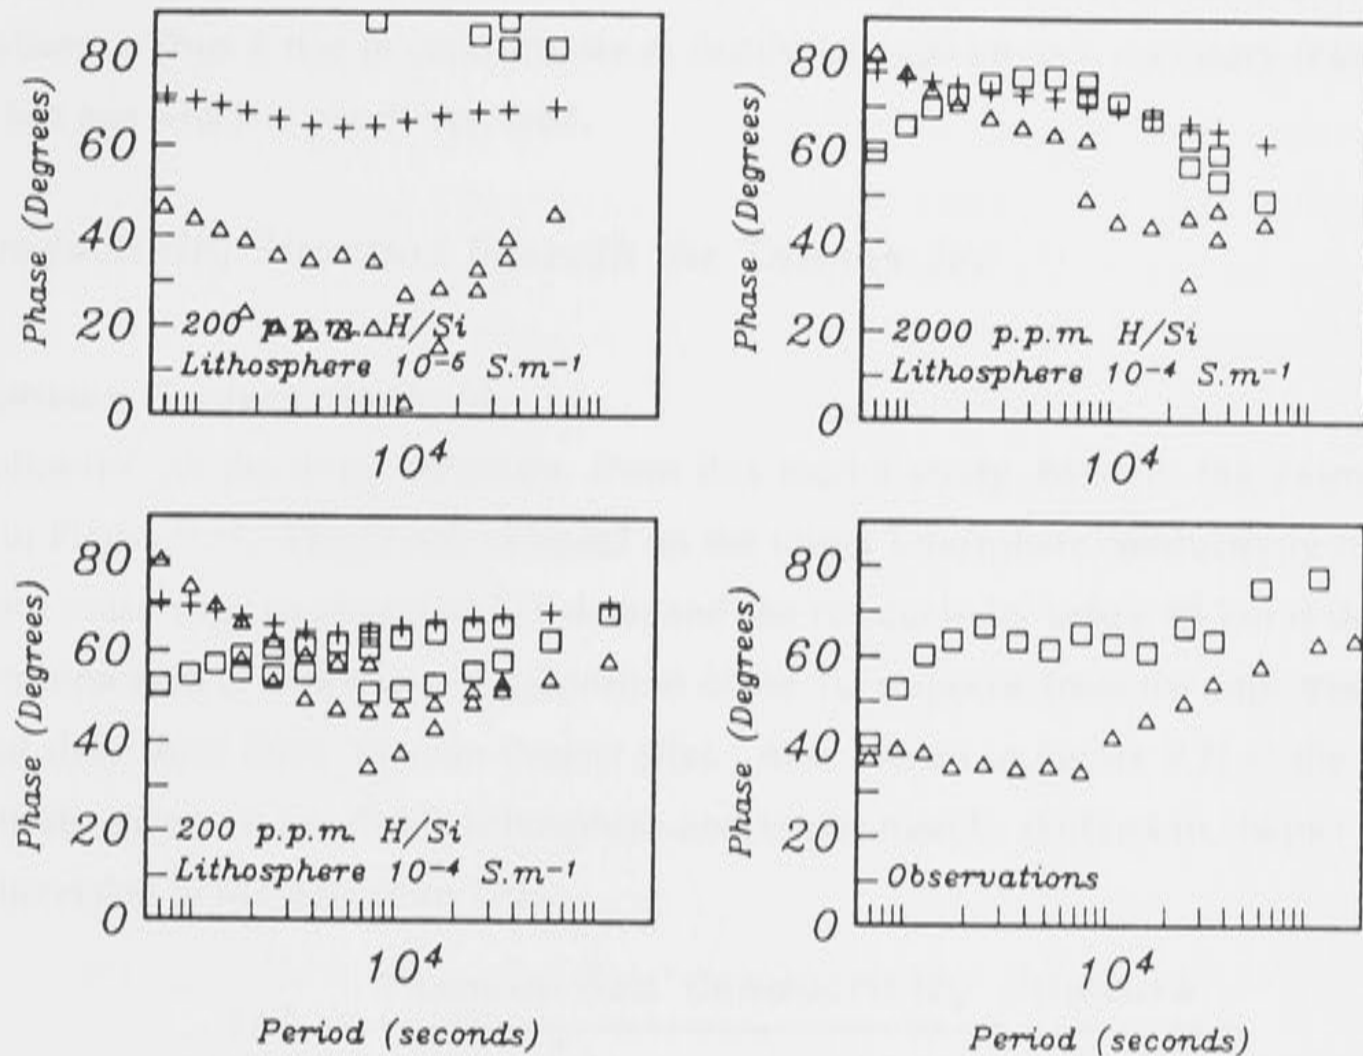 Phase (Degrees)
80
60
40
20
0
200 p.p.m. H/Si
Lithosphere 10⁻⁶ S.m⁻¹
10⁴
Phase (Degrees)
80
60
40
20
0
2000 p.p.m. H/Si
Lithosphere 10⁻⁴ S.m⁻¹
10⁴
Phase (Degrees)
80
60
40
20
0
200 p.p.m. H/Si
Lithosphere 10⁻⁴ S.m⁻¹
10⁴
Period (seconds)
Phase (Degrees)
80
60
40
20
0
Observations
10⁴
Period (seconds)